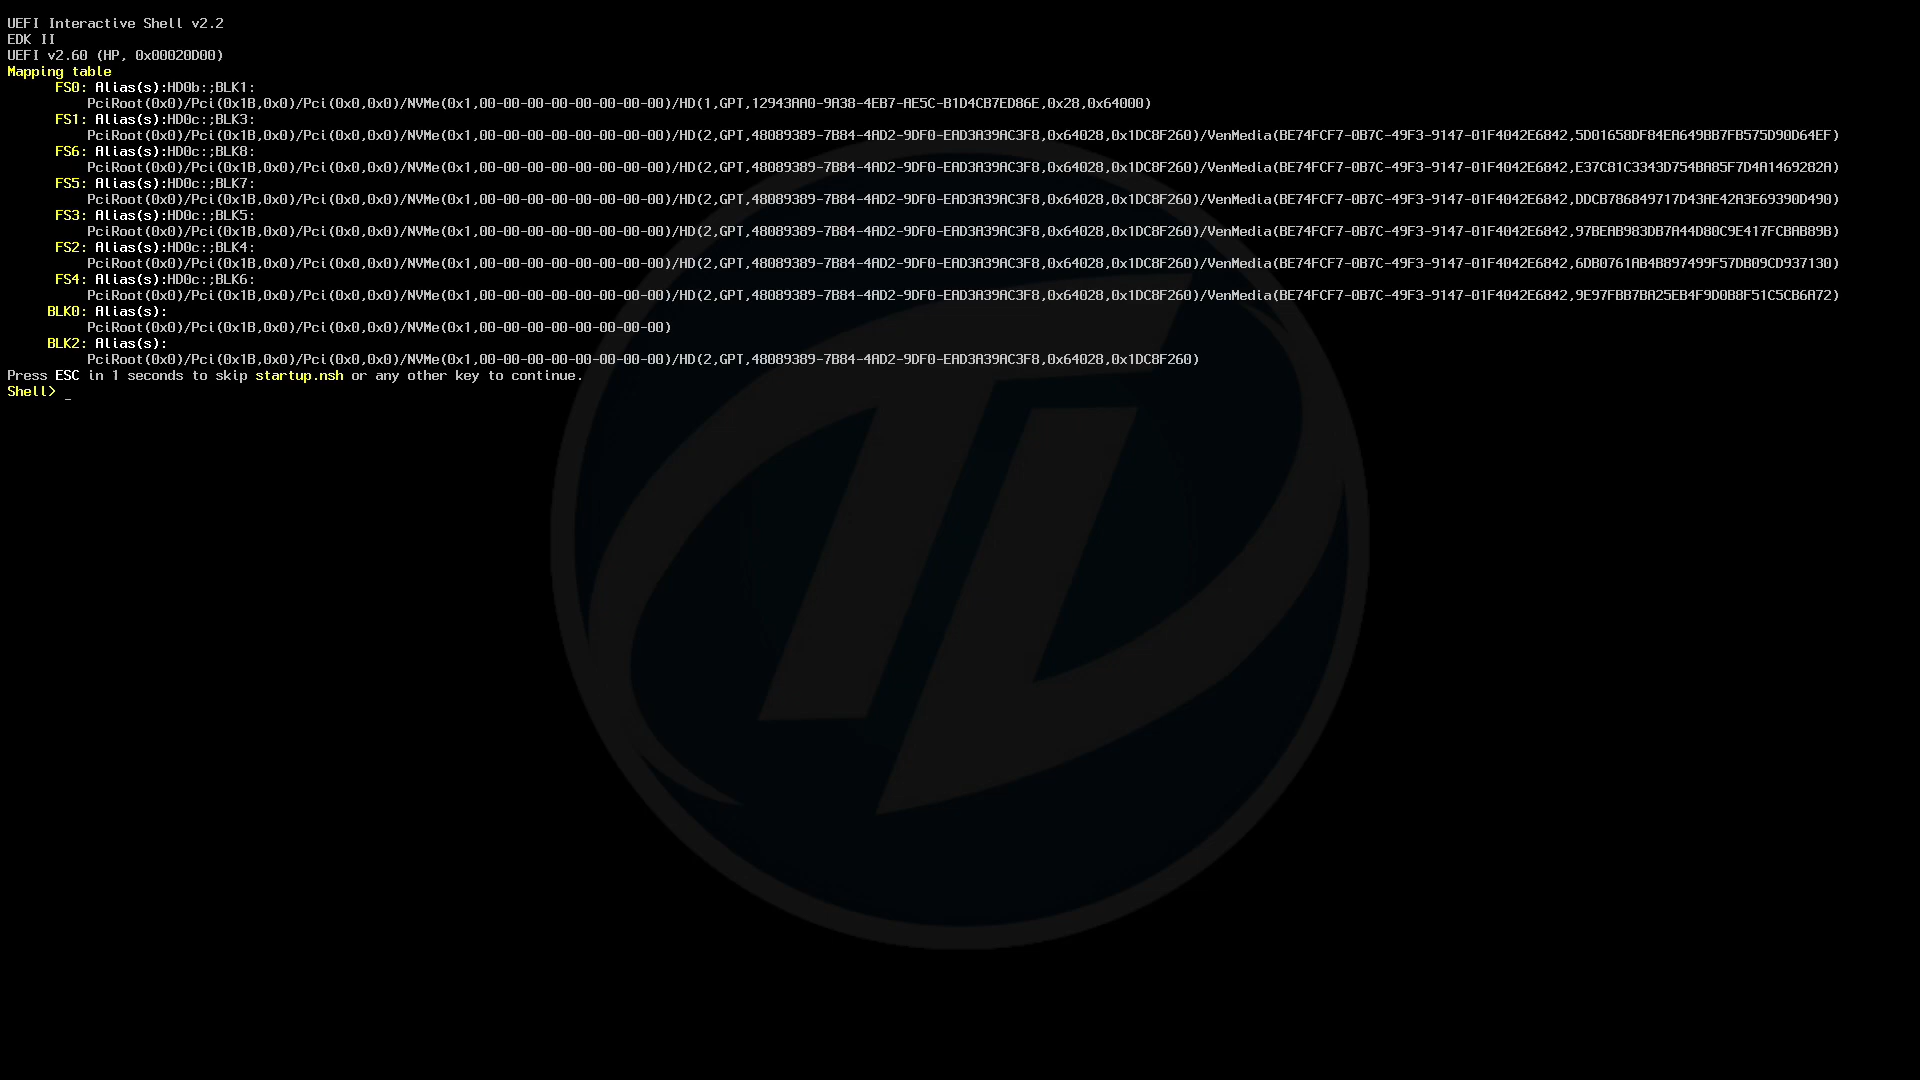 UEFI Interactive Shell v2.2
EDK II
UEFI v2.60 (HP, 0x00020D00)
Mapping table
FS0: Alias(s):HD0b:;BLK1:
PciRoot(0x0)/Pci(0x1B,0x0)/Pci(0x0,0x0)/NVMe(0x1,00-00-00-00-00-00-00-00)/HD(1,GPT,12943AA0-9A38-4EB7-AE5C-B1D4CB7ED86E,0x28,0x64000)
FS1: Alias(s):HD0c:;BLK3:
PciRoot(0x0)/Pci(0x1B,0x0)/Pci(0x0,0x0)/NVMe(0x1,00-00-00-00-00-00-00-00)/HD(2,GPT,48089389-7B84-4AD2-9DF0-EAD3A39AC3F8,0x64028,0x1DC8F260)/VenMedia(BE74FCF7-0B7C-49F3-9147-01F4042E6842,5D01658DF84EA649BB7FB575D90D64EF)
FS6: Alias(s):HD0c:;BLK8:
PciRoot(0x0)/Pci(0x1B,0x0)/Pci(0x0,0x0)/NVMe(0x1,00-00-00-00-00-00-00-00)/HD(2,GPT,48089389-7B84-4AD2-9DF0-EAD3A39AC3F8,0x64028,0x1DC8F260)/VenMedia(BE74FCF7-0B7C-49F3-9147-01F4042E6842,E37C81C3343D754BA85F7D4A1469282A)
FS5: Alias(s):HD0c:;BLK7:
PciRoot(0x0)/Pci(0x1B,0x0)/Pci(0x0,0x0)/NVMe(0x1,00-00-00-00-00-00-00-00)/HD(2,GPT,48089389-7B84-4AD2-9DF0-EAD3A39AC3F8,0x64028,0x1DC8F260)/VenMedia(BE74FCF7-0B7C-49F3-9147-01F4042E6842,DDCB786849717D43AE42A3E69390D490)
FS3: Alias(s):HD0c:;BLK5:
PciRoot(0x0)/Pci(0x1B,0x0)/Pci(0x0,0x0)/NVMe(0x1,00-00-00-00-00-00-00-00)/HD(2,GPT,48089389-7B84-4AD2-9DF0-EAD3A39AC3F8,0x64028,0x1DC8F260)/VenMedia(BE74FCF7-0B7C-49F3-9147-01F4042E6842,97BEAB983DB7A44D80C9E417FCBAB89B)
FS2: Alias(s):HD0c:;BLK4:
PciRoot(0x0)/Pci(0x1B,0x0)/Pci(0x0,0x0)/NVMe(0x1,00-00-00-00-00-00-00-00)/HD(2,GPT,48089389-7B84-4AD2-9DF0-EAD3A39AC3F8,0x64028,0x1DC8F260)/VenMedia(BE74FCF7-0B7C-49F3-9147-01F4042E6842,6DB0761AB4B897499F57DB09CD937130)
FS4: Alias(s):HD0c:;BLK6:
PciRoot(0x0)/Pci(0x1B,0x0)/Pci(0x0,0x0)/NVMe(0x1,00-00-00-00-00-00-00-00)/HD(2,GPT,48089389-7B84-4AD2-9DF0-EAD3A39AC3F8,0x64028,0x1DC8F260)/VenMedia(BE74FCF7-0B7C-49F3-9147-01F4042E6842,9E97FBB7BA25EB4F9D0B8F51C5CB6A72)
BLK0: Alias(s):
PciRoot(0x0)/Pci(0x1B,0x0)/Pci(0x0,0x0)/NVMe(0x1,00-00-00-00-00-00-00-00)
BLK2: Alias(s):
PciRoot(0x0)/Pci(0x1B,0x0)/Pci(0x0,0x0)/NVMe(0x1,00-00-00-00-00-00-00-00)/HD(2,GPT,48089389-7B84-4AD2-9DF0-EAD3A39AC3F8,0x64028,0x1DC8F260)
Press ESC in 1 seconds to skip startup.nsh or any other key to continue.
Shell> _